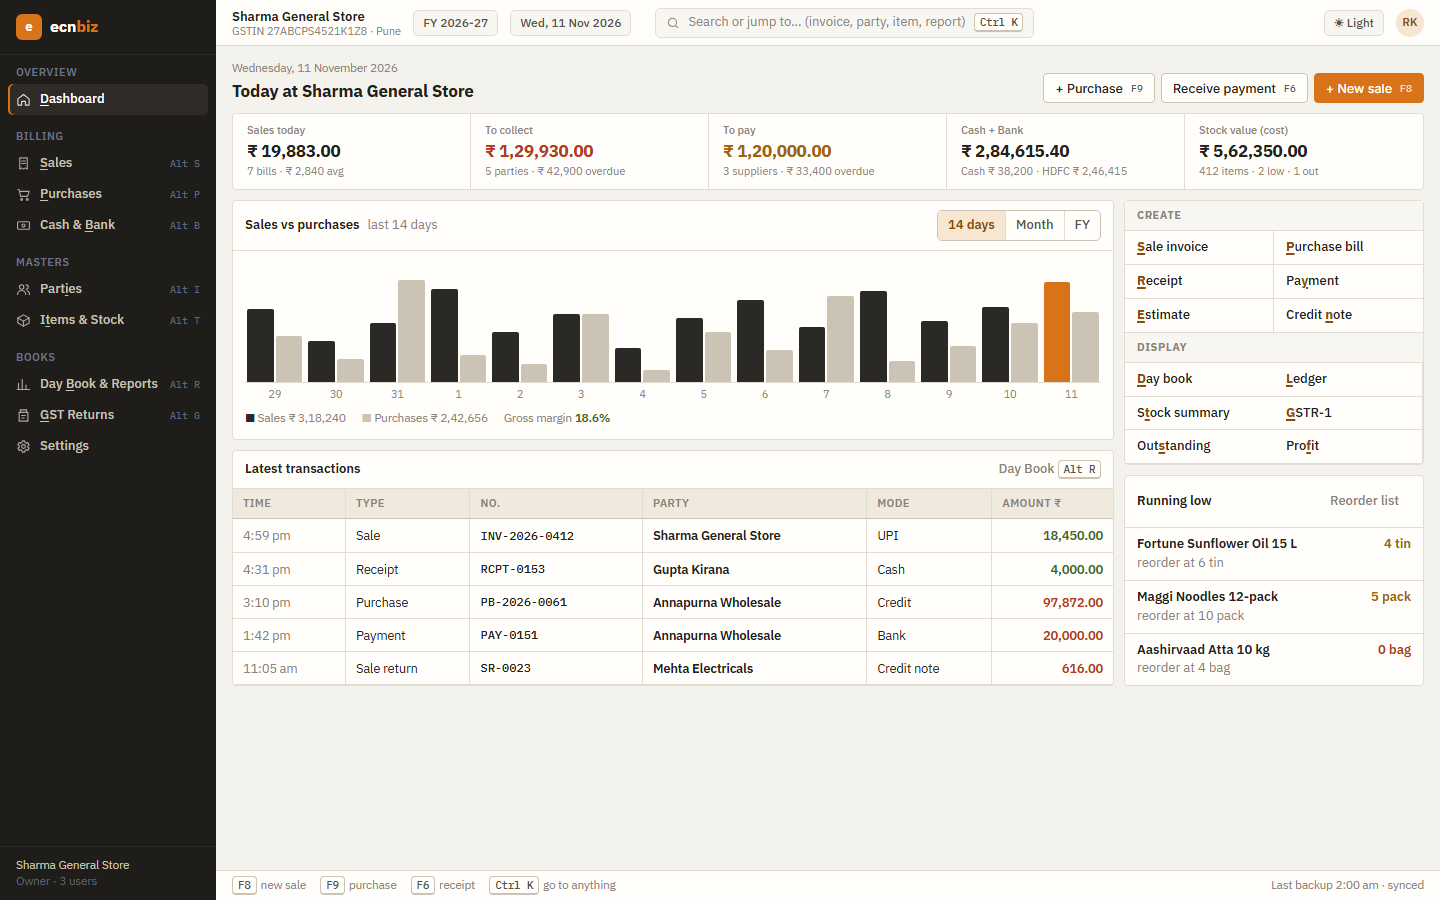 e ecnbiz
OVERVIEW
Dashboard
BILLING
Sales Alt S
Purchases Alt P
Cash & Bank Alt B
MASTERS
Parties Alt I
Items & Stock Alt T
BOOKS
Day Book & Reports Alt R
GST Returns Alt G
Settings
Sharma General Store
Owner · 3 users
Sharma General Store
GSTIN 27ABCPS4521K1Z8 · Pune
FY 2026-27
Wed, 11 Nov 2026
Search or jump to... (invoice, party, item, report) Ctrl K
☀ Light
RK
Wednesday, 11 November 2026
Today at Sharma General Store
+ Purchase F9
Receive payment F6
+ New sale F8
Sales today
₹ 19,883.00
7 bills · ₹ 2,840 avg
To collect
₹ 1,29,930.00
5 parties · ₹ 42,900 overdue
To pay
₹ 1,20,000.00
3 suppliers · ₹ 33,400 overdue
Cash + Bank
₹ 2,84,615.40
Cash ₹ 38,200 · HDFC ₹ 2,46,415
Stock value (cost)
₹ 5,62,350.00
412 items · 2 low · 1 out
Sales vs purchases last 14 days
14 days Month FY
29 30 31 1 2 3 4 5 6 7 8 9 10 11
Sales ₹ 3,18,240 Purchases ₹ 2,42,656 Gross margin 18.6%
CREATE
Sale invoice Purchase bill
Receipt Payment
Estimate Credit note
DISPLAY
Day book Ledger
Stock summary GSTR-1
Outstanding Profit
Latest transactions Day Book Alt R
TIME TYPE NO. PARTY MODE AMOUNT ₹
4:59 pm Sale INV-2026-0412 Sharma General Store UPI 18,450.00
4:31 pm Receipt RCPT-0153 Gupta Kirana Cash 4,000.00
3:10 pm Purchase PB-2026-0061 Annapurna Wholesale Credit 97,872.00
1:42 pm Payment PAY-0151 Annapurna Wholesale Bank 20,000.00
11:05 am Sale return SR-0023 Mehta Electricals Credit note 616.00
Running low Reorder list
Fortune Sunflower Oil 15 L 4 tin
reorder at 6 tin
Maggi Noodles 12-pack 5 pack
reorder at 10 pack
Aashirvaad Atta 10 kg 0 bag
reorder at 4 bag
F8 new sale F9 purchase F6 receipt Ctrl K go to anything
Last backup 2:00 am · synced